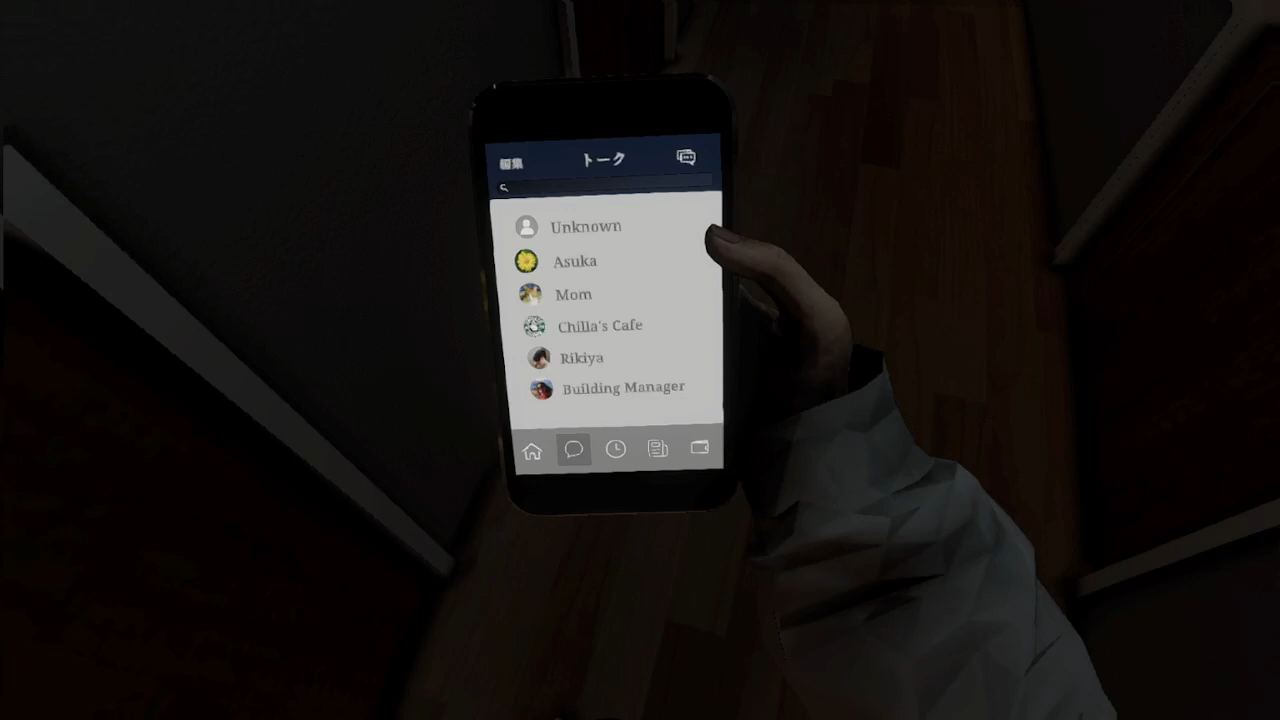 編集 トーク
Unknown
Asuka
Mom
Chilla's Cafe
Rikiya
Building Manager